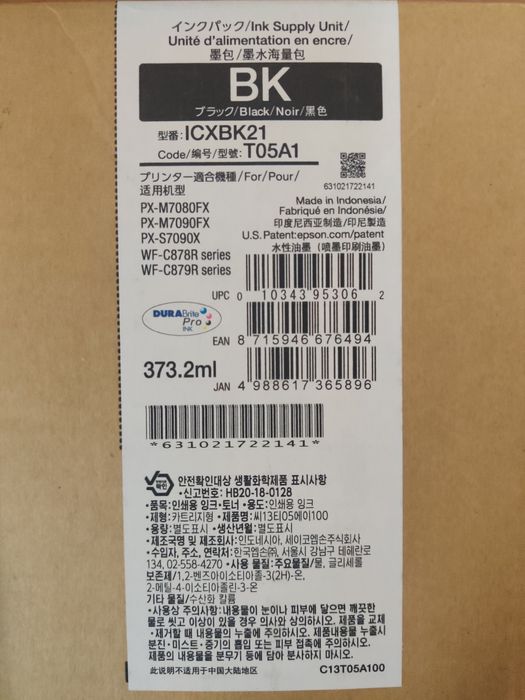 インクパック/Ink Supply Unit/
Unité d'alimentation en encre/
墨包/墨水海量包
BK
ブラック/Black/Noir/黒色
型番:ICXBK21
Code/编号/型號:T05A1
プリンター適合機種/For/Pour/
适用机型
PX-M7080FX
PX-M7090FX
PX-S7090X
WF-C878R series
WF-C879R series
631021722141
Made in Indonesia/
Fabriqué en Indonésie/
印度尼西亚制造/印尼製造
U.S.Patent:epson.com/patent
水性油墨（喷墨印刷油墨）
UPC 0 10343 95306 2
DURABrite
Pro
INK
EAN 8 715946 676494
373.2ml
JAN 4 988617 365896
*631021722141*
안전확인대상 생활화학제품 표시사항
•신고번호: HB20-18-0128
•품목: 인쇄용 잉크·토너 •용도: 인쇄용 잉크
•제형: 카트리지형 •제품명: 씨13티05에이100
•용량: 별도표시 •생산년월: 별도표시
•제조국명 및 제조회사: 인도네시아, 세이코엡손주식회사
•수입자, 주소, 연락처: 한국엡손㈜, 서울시 강남구 테헤란로
134, 02-558-4270 •사용 물질: 주요물질/물, 글리세롤
보존제/1,2-벤즈아이소티아졸-3(2H)-온,
2-메틸-4-이소티아졸린-3-온
기타 물질/수산화 칼륨
•사용상 주의사항: 내용물이 눈이나 피부에 닿으면 깨끗한
물로 씻고 이상이 있을 경우 의사와 상의하십시오. 제품을 교체
•제거할 때 내용물의 누출에 주의하십시오. 제품내용물 누출시
분진·미스트·증기의 흡입 또는 피부 접촉에 주의하십시오.
제품의 내용물을 분무기 등에 담아 분사하지 마시오.
此说明不适用于中国大陆地区
C13T05A100